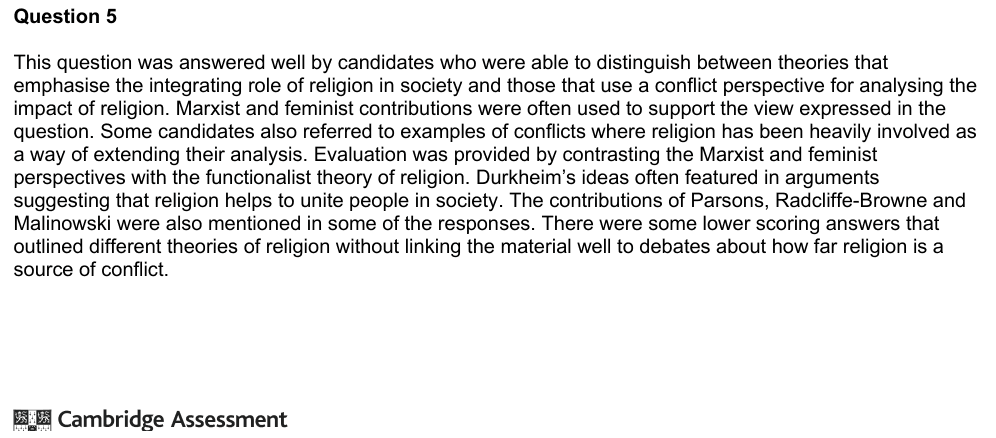 Question 5
This question was answered well by candidates who were able to distinguish between theories that
emphasise the integrating role of religion in society and those that use a conflict perspective for analysing the
impact of religion. Marxist and feminist contributions were often used to support the view expressed in the
question. Some candidates also referred to examples of conflicts where religion has been heavily involved as
a way of extending their analysis. Evaluation was provided by contrasting the Marxist and feminist
perspectives with the functionalist theory of religion. Durkheim’s ideas often featured in arguments
suggesting that religion helps to unite people in society. The contributions of Parsons, Radcliffe-Browne and
Malinowski were also mentioned in some of the responses. There were some lower scoring answers that
outlined different theories of religion without linking the material well to debates about how far religion is a
source of conflict.
Cambridge Assessment